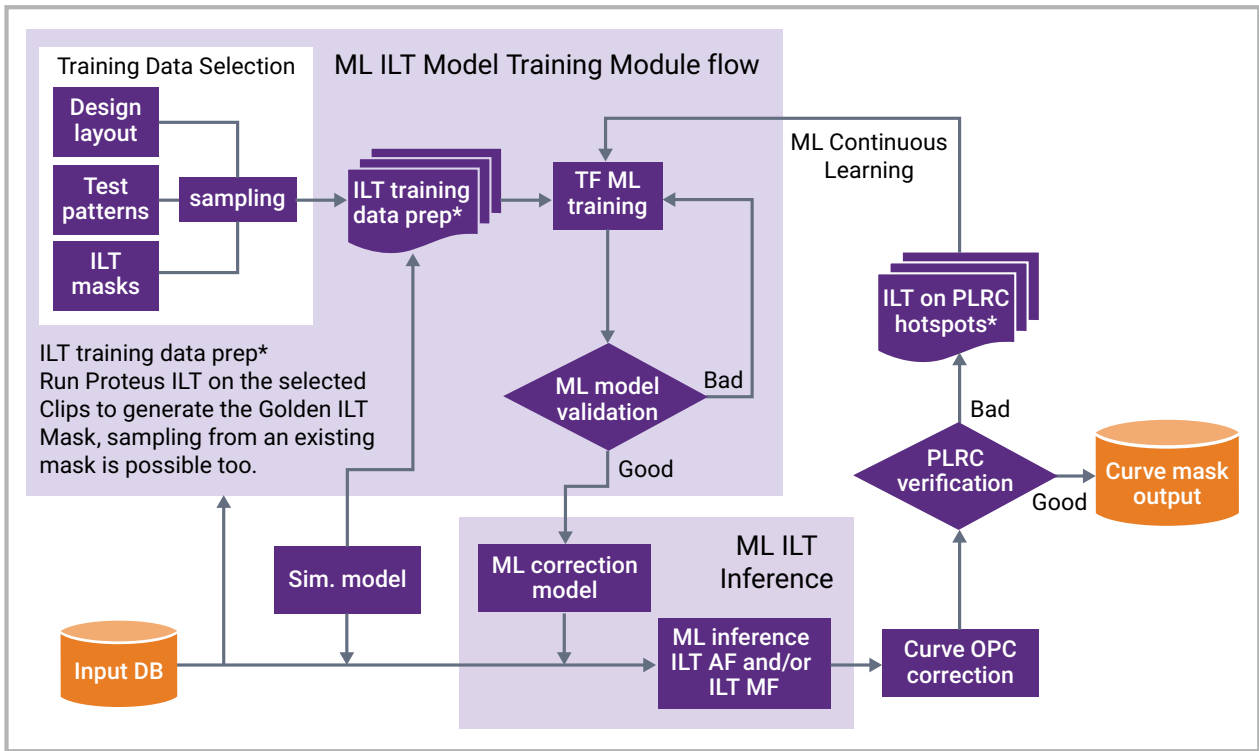 Training Data Selection
ML ILT Model Training Module flow
Design
layout
Test
patterns
ILT
masks
sampling
ILT training
data prep*
TF ML
training
ML Continuous
Learning
ILT training data prep*
Run Proteus ILT on the selected
Clips to generate the Golden ILT
Mask, sampling from an existing
mask is possible too.
ML model
validation
Bad
Good
ILT on PLRC
hotspots*
Bad
PLRC
verification
Good
Curve mask
output
Sim. model
ML correction
model
ML ILT
Inference
Input DB
ML inference
ILT AF and/or
ILT MF
Curve OPC
correction